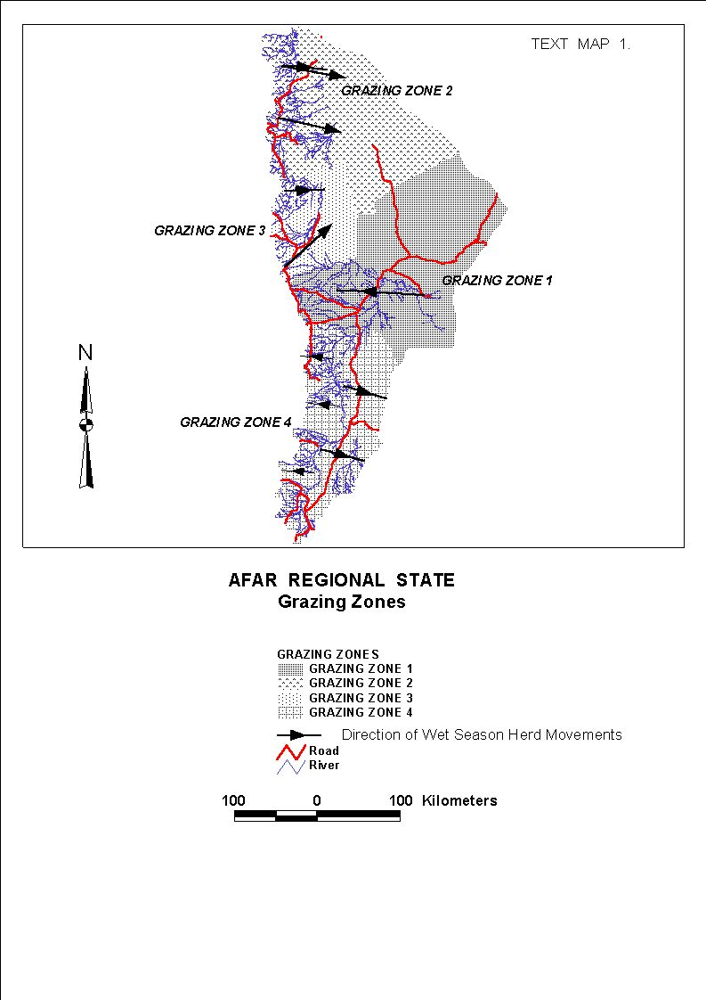 TEXT MAP 1.
GRAZING ZONE 2
GRAZING ZONE 3
GRAZING ZONE 1
N
GRAZING ZONE 4
AFAR REGIONAL STATE
Grazing Zones
GRAZING ZONES
GRAZING ZONE 1
GRAZING ZONE 2
GRAZING ZONE 3
GRAZING ZONE 4
Direction of Wet Season Herd Movements
Road
River
100 0 100 Kilometers